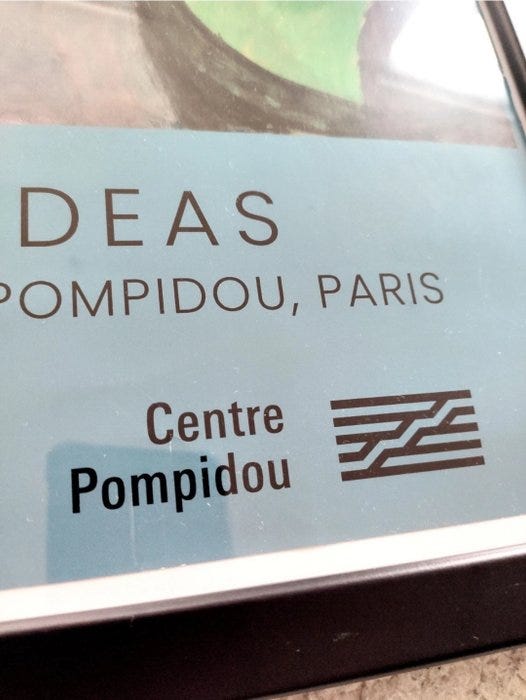 DEAS
POMPIDOU, PARIS
Centre
Pompidou